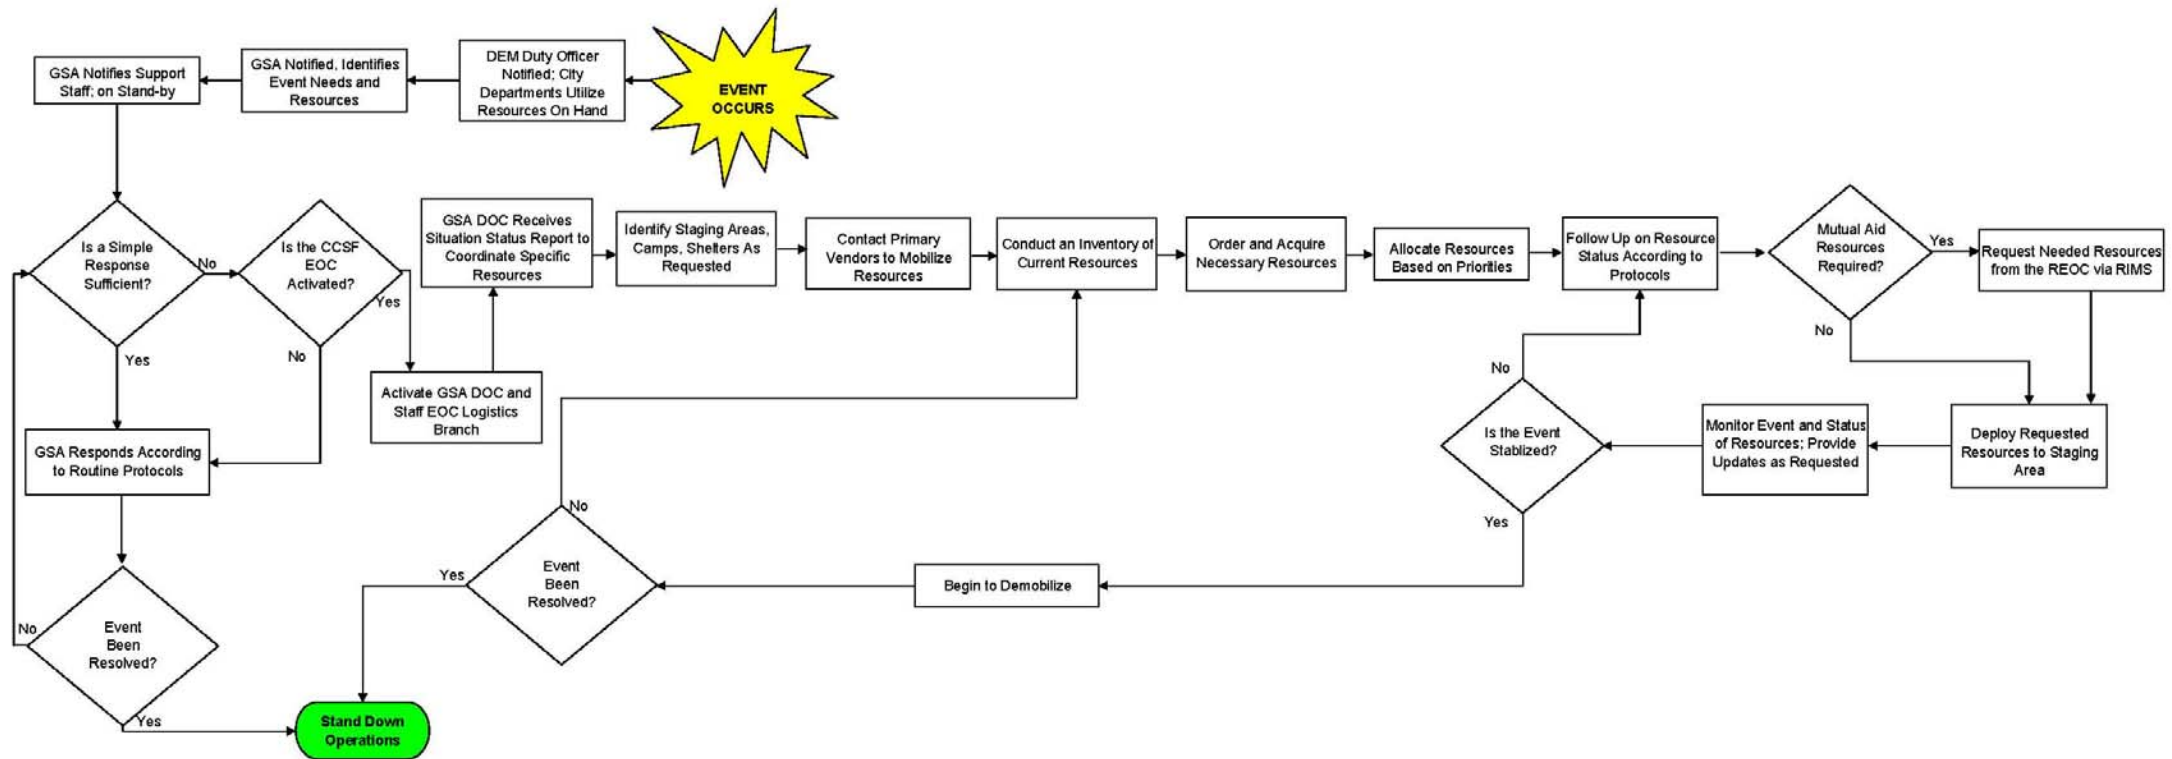 GSA Notifies Support
Staff; on Stand-by
GSA Notified, Identifies
Event Needs and
Resources
DEM Duty Officer
Notified; City
Departments Utilize
Resources On Hand
EVENT
OCCURS
Is a Simple
Response
Sufficient?
No
Yes
Is the CCSF
EOC
Activated?
Yes
No
GSA DOC Receives
Situation Status Report to
Coordinate Specific
Resources
Identify Staging Areas,
Camps, Shelters As
Requested
Contact Primary
Vendors to Mobilize
Resources
Conduct an Inventory of
Current Resources
Order and Acquire
Necessary Resources
Allocate Resources
Based on Priorities
Follow Up on Resource
Status According to
Protocols
Mutual Aid
Resources
Required?
Yes
No
Request Needed Resources
from the REOC via RIMS
Activate GSA DOC and
Staff EOC Logistics
Branch
GSA Responds According
to Routine Protocols
No
Is the Event
Stablized?
Yes
Monitor Event and Status
of Resources; Provide
Updates as Requested
Deploy Requested
Resources to Staging
Area
No
Event
Been
Resolved?
Yes
Begin to Demobilize
No
Event
Been
Resolved?
Yes
Stand Down
Operations